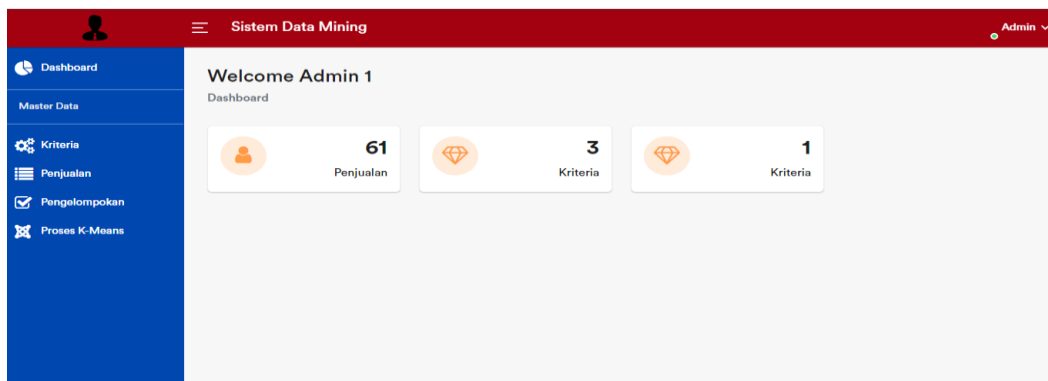 Sistem Data Mining
Admin
Dashboard
Master Data
Kriteria
Penjualan
Pengelompokan
Proses K-Means
Welcome Admin 1
Dashboard
61
Penjualan
3
Kriteria
1
Kriteria